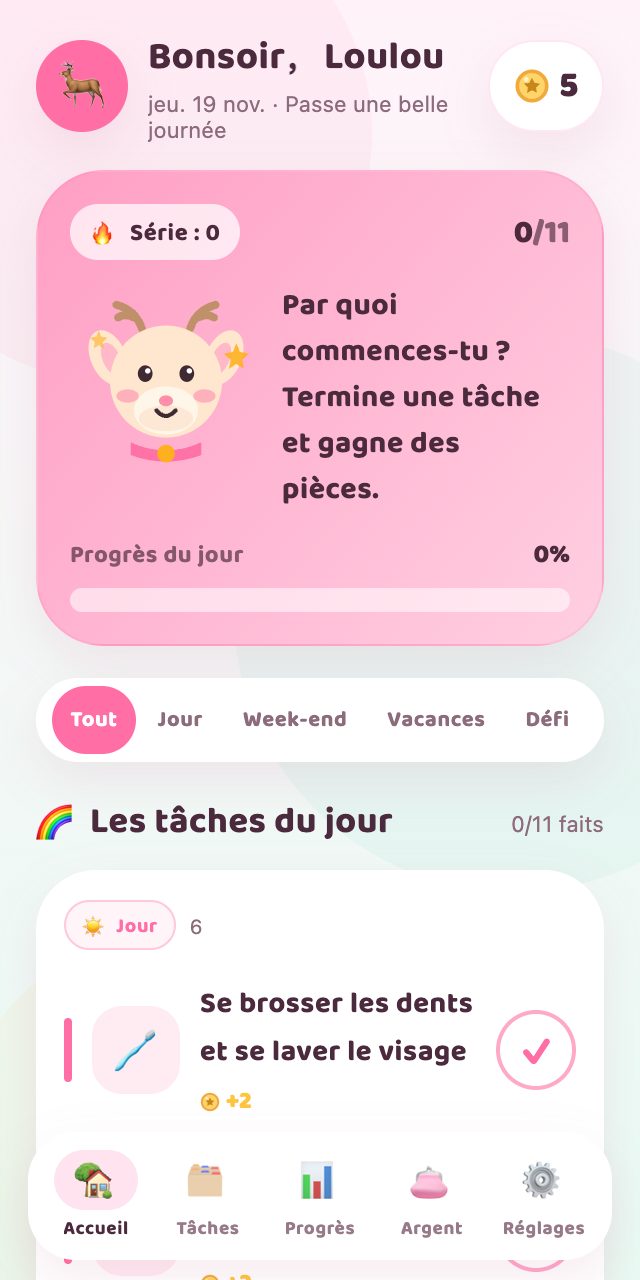 Bonsoir, Loulou
jeu. 19 nov. · Passe une belle
journée
5
Série : 0
0/11
Par quoi
commences-tu ?
Termine une tâche
et gagne des
pièces.
Progrès du jour
0%
Tout
Jour
Week-end
Vacances
Défi
Les tâches du jour
0/11 faits
Jour
6
Se brosser les dents
et se laver le visage
+2
Accueil
Tâches
Progrès
Argent
Réglages